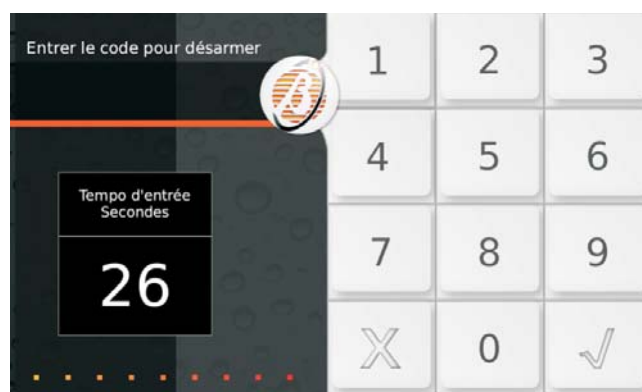 Entrer le code pour désarmer
Tempo d'entrée
Secondes
26
1 2 3
4 5 6
7 8 9
X 0 √